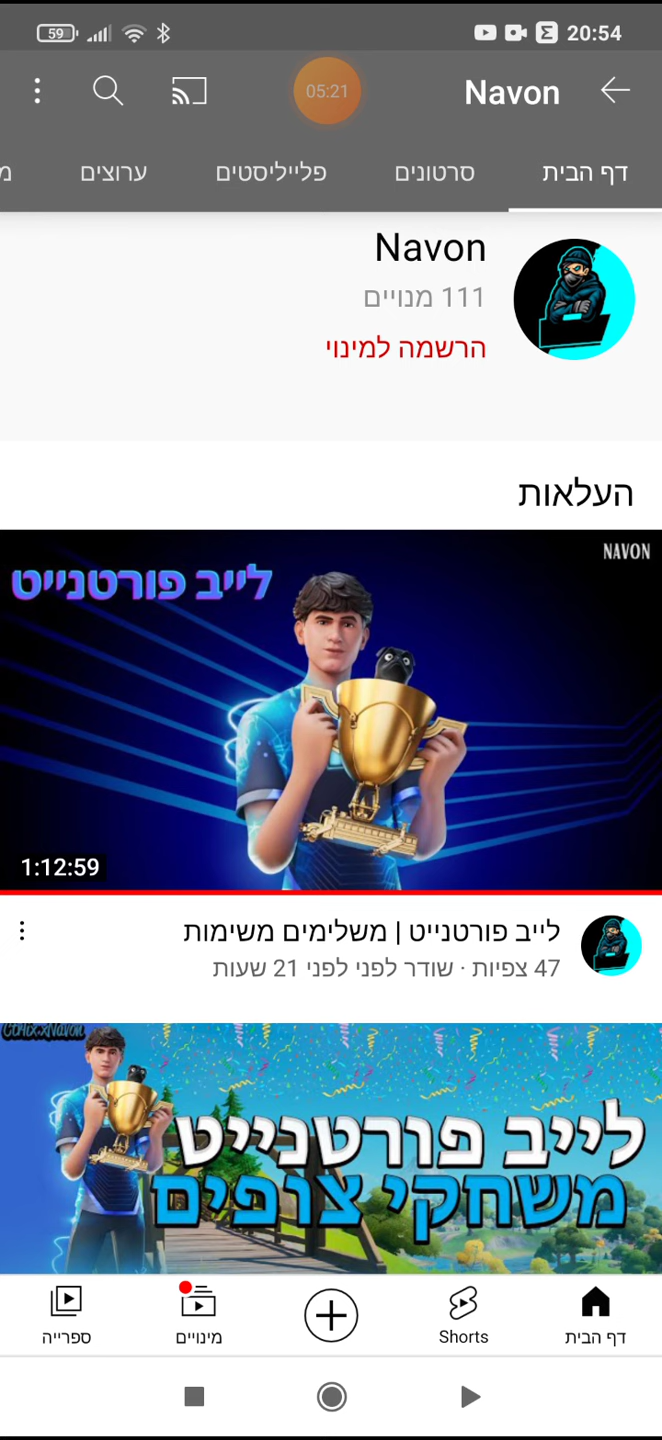 59 20:54
Navon
05:21
דף הבית סרטונים פלייליסטים ערוצים
Navon
111 מנויים
הרשמה למינוי
העלאות
NAVON
לייב פורטנייט
1:12:59
לייב פורטנייט | משלימים משימות
47 צפיות · שודר לפני לפני 21 שעות
לייב פורטנייט
משחקי צופים
דף הבית Shorts מינויים ספרייה